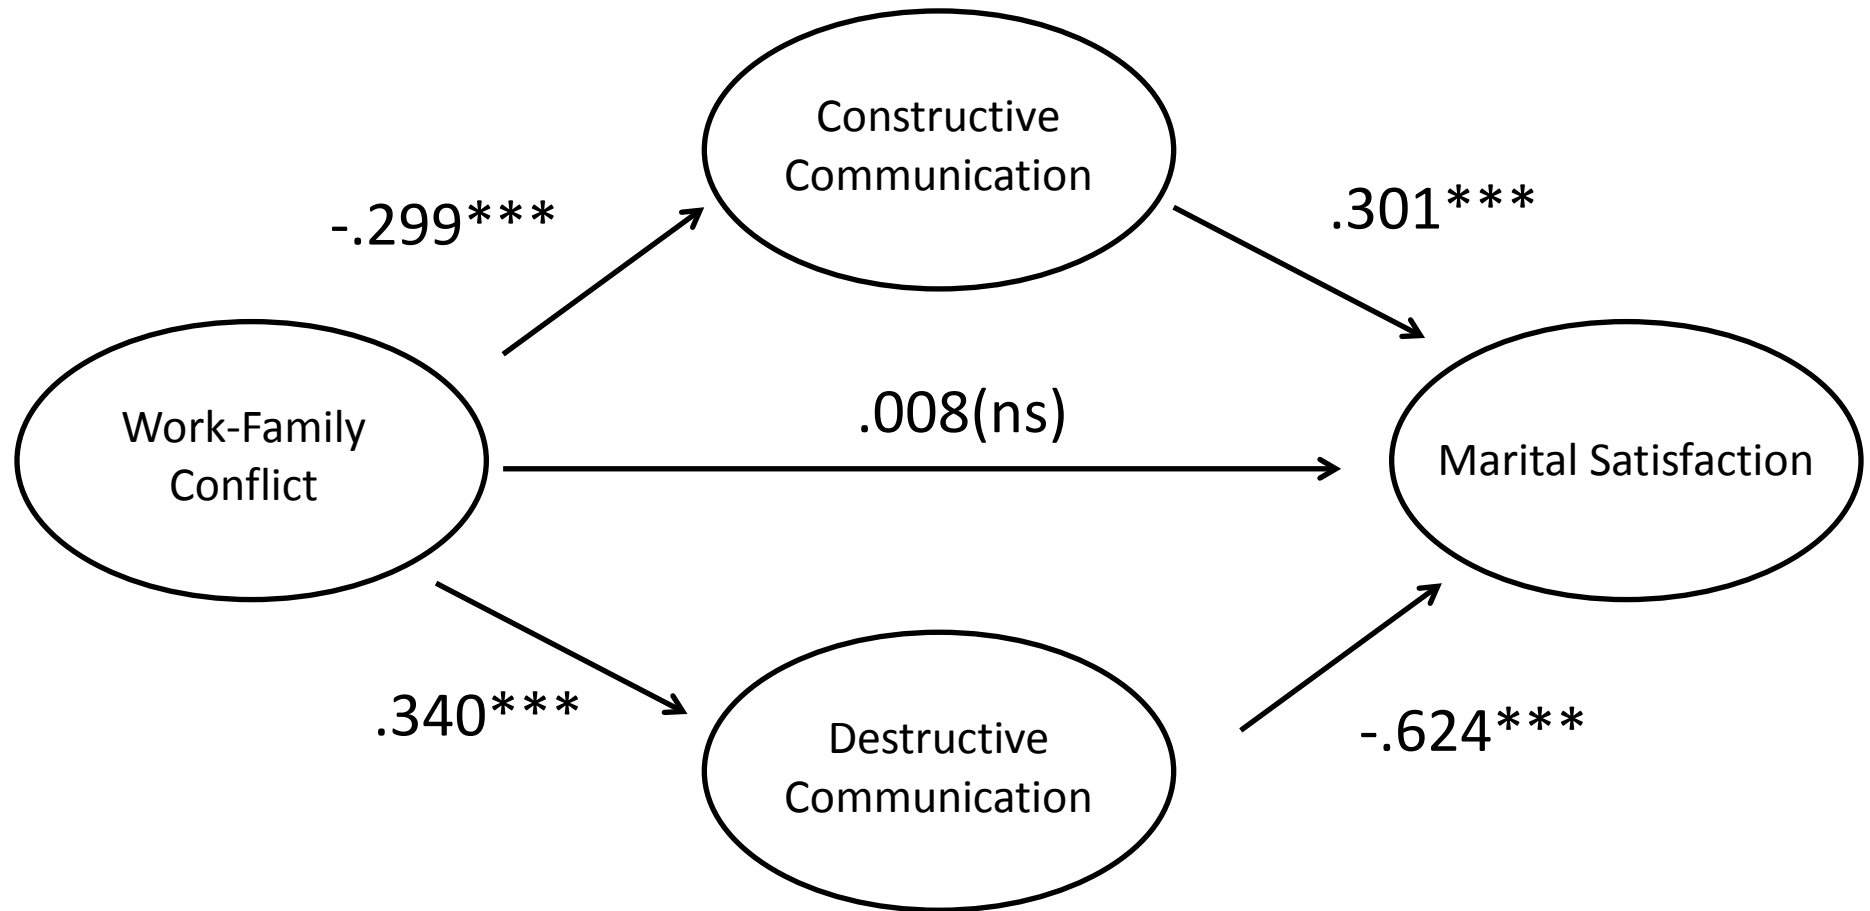 Constructive
Communication
-.299***
.301***
.008(ns)
Work-Family
Conflict
Marital Satisfaction
.340***
-.624***
Destructive
Communication